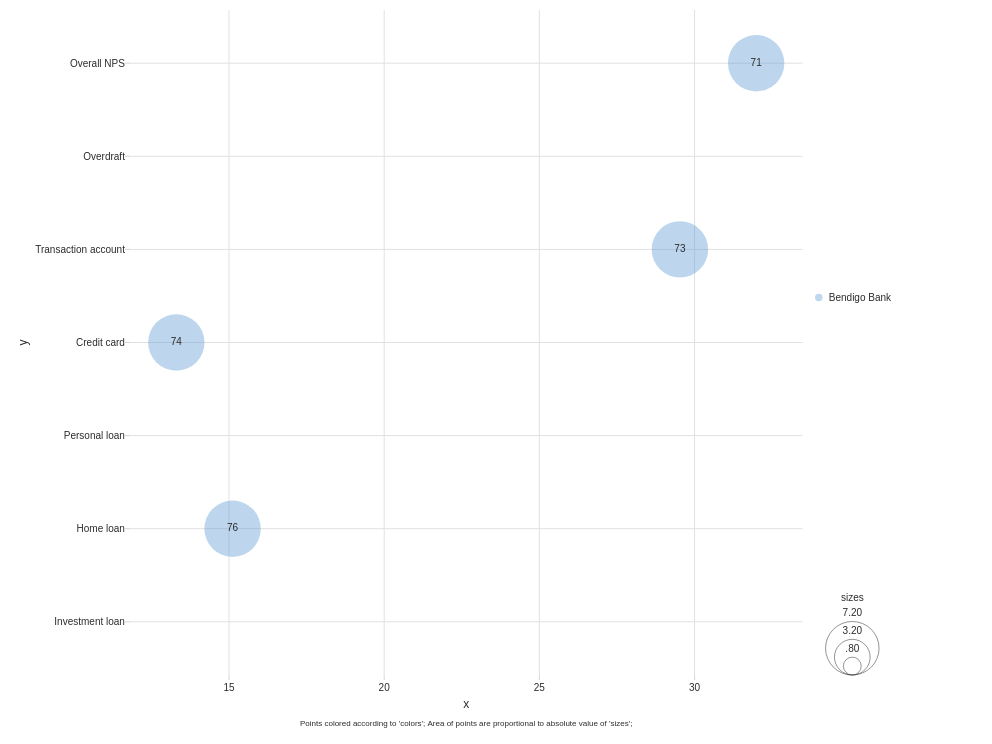 Overall NPS
71
Overdraft
Transaction account
73
Bendigo Bank
y
Credit card
74
Personal loan
Home loan
76
Investment loan
sizes
7.20
3.20
.80
15
20
25
30
x
Points colored according to 'colors'; Area of points are proportional to absolute value of 'sizes';